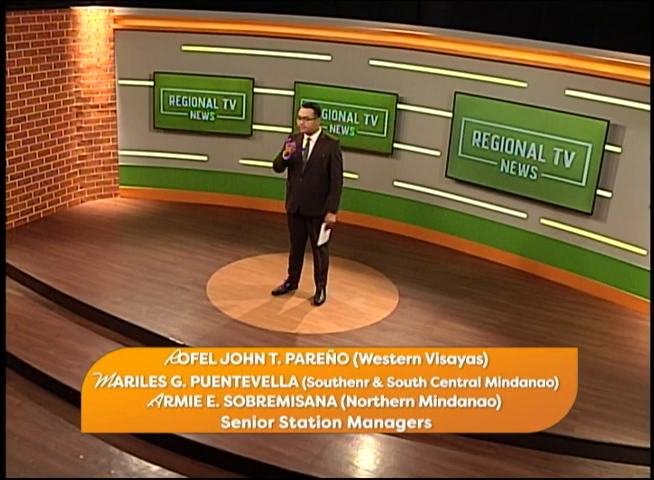 REGIONAL TV
NEWS
REGIONAL TV
NEWS
REGIONAL TV
NEWS
ROFEL JOHN T. PAREÑO (Western Visayas)
MARILES G. PUENTEVELLA (Southenr & South Central Mindanao)
ARMIE E. SOBREMISANA (Northern Mindanao)
Senior Station Managers